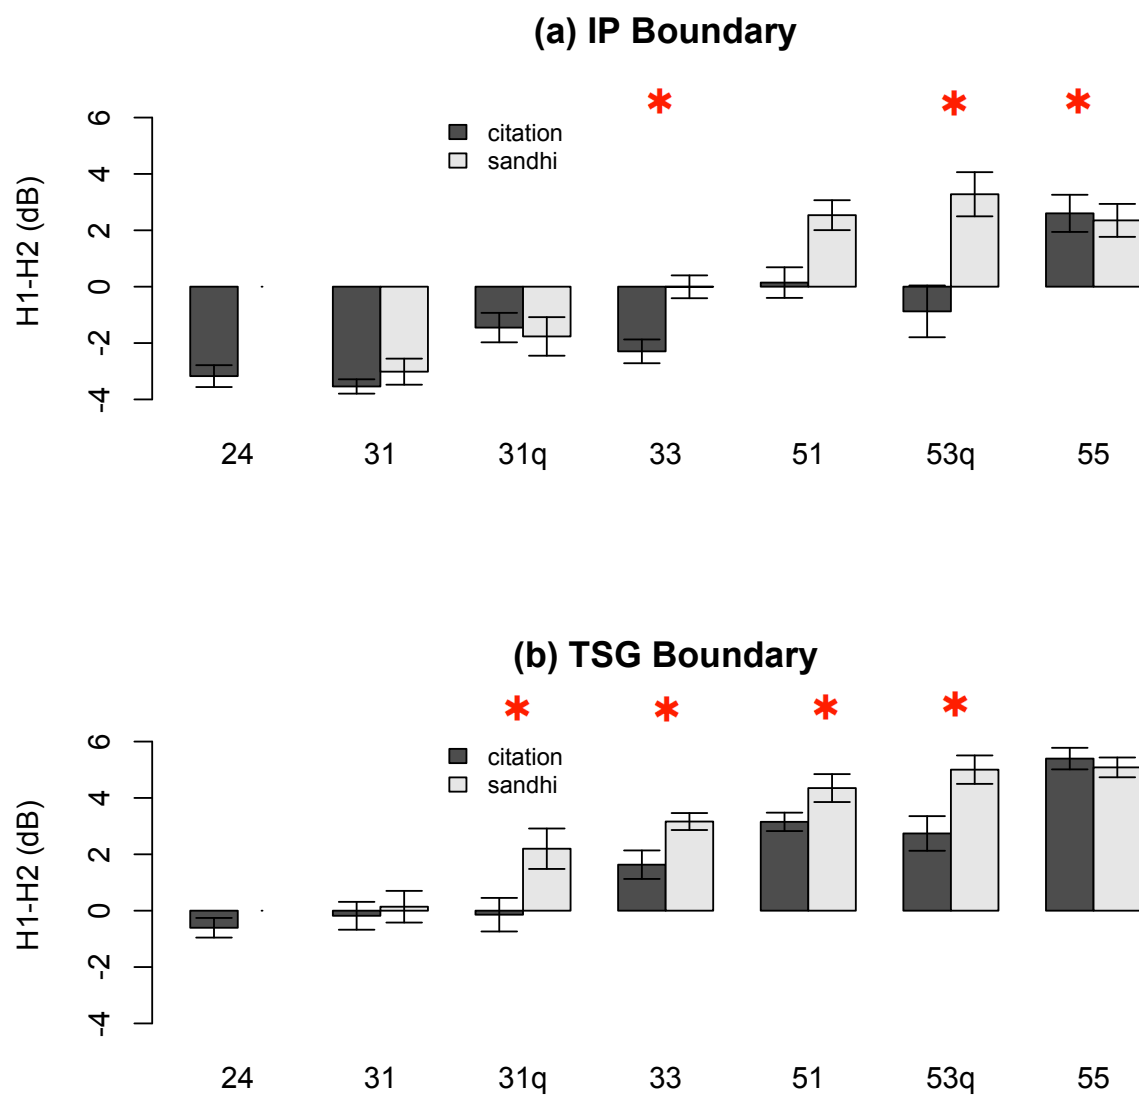 (a) IP Boundary
* * *
citation
sandhi
H1-H2 (dB)
6
4
2
0
-2
-4
24 31 31q 33 51 53q 55
(b) TSG Boundary
* * * *
citation
sandhi
H1-H2 (dB)
6
4
2
0
-2
-4
24 31 31q 33 51 53q 55